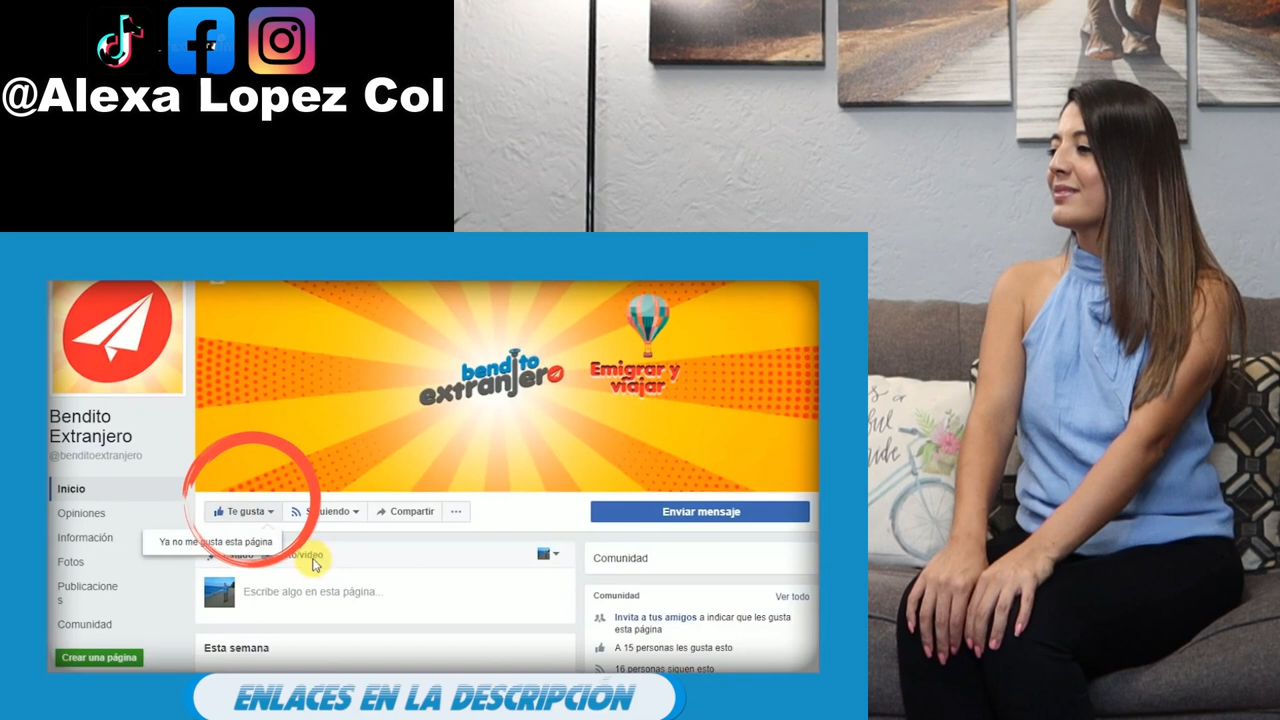 @Alexa Lopez Col
bendito
extranjero
Emigrar y
viajar
Bendito
Extranjero
@benditoextranjero
Inicio
Opiniones
Información
Fotos
Publicacione
s
Comunidad
Crear una página
Te gusta
Compartir
Enviar mensaje
Ya no me gusta esta página
Escribe algo en esta página...
Esta semana
Comunidad
Comunidad
Ver todo
Invita a tus amigos a indicar que les gusta
esta página
A 15 personas les gusta esto
16 personas siguen esto
ENLACES EN LA DESCRIPCIÓN